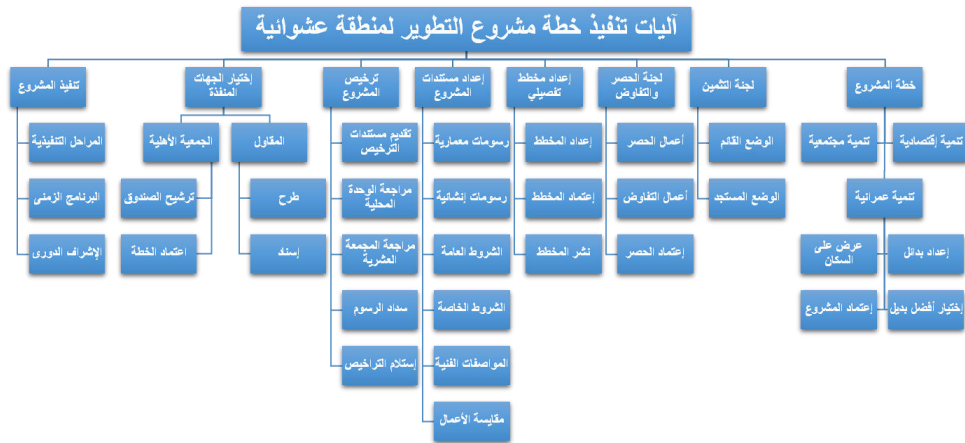 آليات تنفيذ خطة مشروع التطوير لمنطقة عشوائية
خطة المشروع
تنمية إقتصادية
تنمية مجتمعية
تنمية عمرانية
إعداد بدائل
عرض على
السكان
إختيار أفضل بديل
إعتماد المشروع
لجنة التثمين
الوضع القائم
الوضع المستجد
لجنة الحصر
والتفاوض
أعمال الحصر
أعمال التفاوض
إعتماد الحصر
إعداد مخطط
تفصيلي
إعداد المخطط
إعتماد المخطط
نشر المخطط
إعداد مستندات
المشروع
رسومات معمارية
رسومات إنشائية
الشروط العامة
الشروط الخاصة
المواصفات الفنية
مقايسة الأعمال
ترخيص
المشروع
تقديم مستندات
الترخيص
مراجعة الوحدة
المحلية
مراجعة المجمعة
العشرية
سداد الرسوم
إستلام التراخيص
إختيار الجهات
المنفذة
المقاول
طرح
إسناد
الجمعية الأهلية
ترشيح الصندوق
اعتماد الخطة
تنفيذ المشروع
المراحل التنفيذية
البرنامج الزمنى
الإشراف الدورى